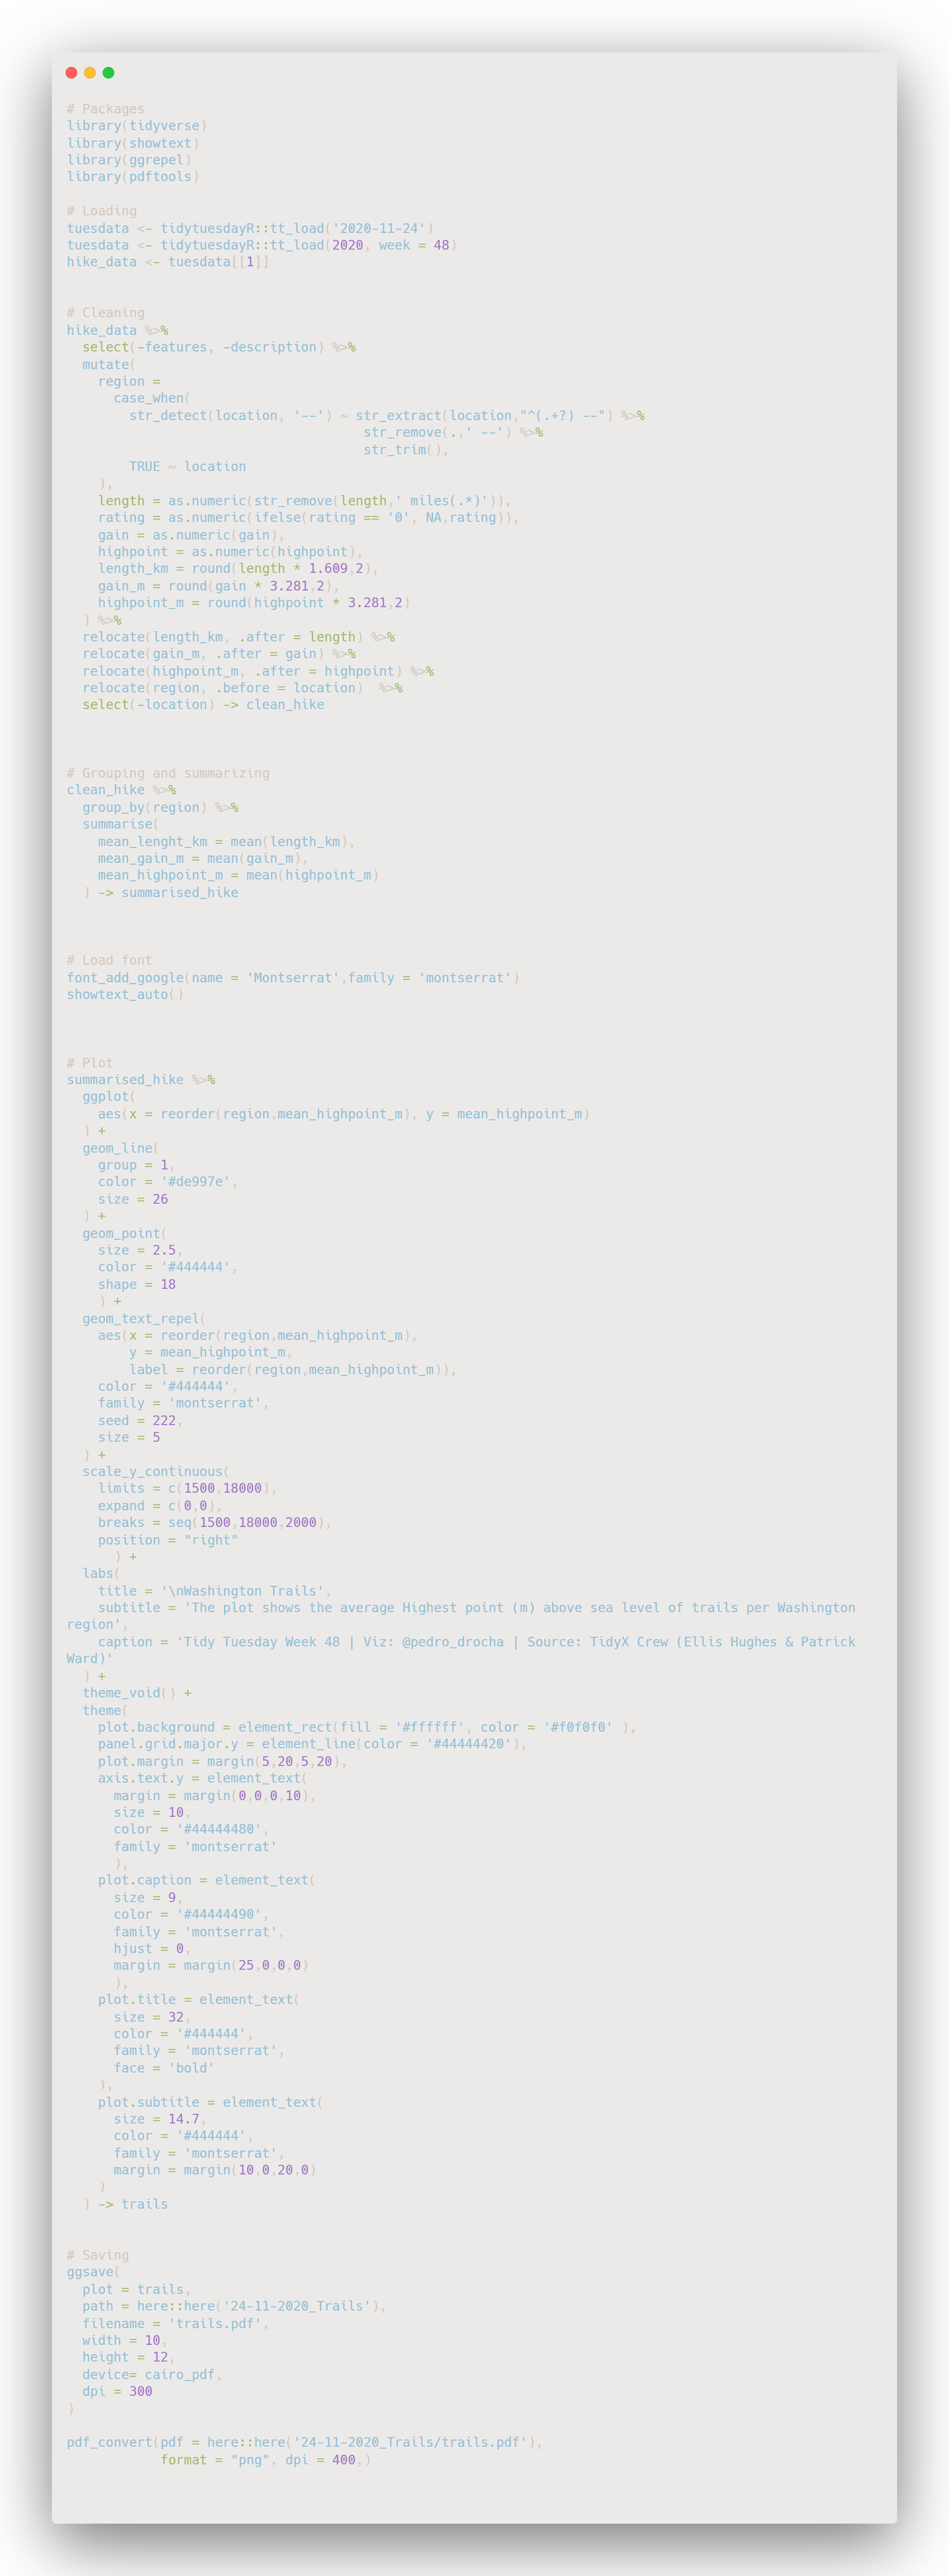 # Packages
library(tidyverse)
library(showtext)
library(ggrepel)
library(pdftools)
# Loading
tuesdata <- tidytuesdayR::tt_load('2020-11-24')
tuesdata <- tidytuesdayR::tt_load(2020, week = 48)
hike_data <- tuesdata[[1]]
# Cleaning
hike_data %>%
  select(-features, -description) %>%
  mutate(
    region =
      case_when(
        str_detect(location, '--') ~ str_extract(location,"^(.+?) --") %>%
                                      str_remove(.,' --') %>%
                                      str_trim(),
        TRUE ~ location
    ),
    length = as.numeric(str_remove(length,' miles(.*)')),
    rating = as.numeric(ifelse(rating == '0', NA,rating)),
    gain = as.numeric(gain),
    highpoint = as.numeric(highpoint),
    length_km = round(length * 1.609,2),
    gain_m = round(gain * 3.281,2),
    highpoint_m = round(highpoint * 3.281,2)
  ) %>%
  relocate(length_km, .after = length) %>%
  relocate(gain_m, .after = gain) %>%
  relocate(highpoint_m, .after = highpoint) %>%
  relocate(region, .before = location)  %>%
  select(-location) -> clean_hike
# Grouping and summarizing
clean_hike %>%
  group_by(region) %>%
  summarise(
    mean_lenght_km = mean(length_km),
    mean_gain_m = mean(gain_m),
    mean_highpoint_m = mean(highpoint_m)
  ) -> summarised_hike
# Load font
font_add_google(name = 'Montserrat',family = 'montserrat')
showtext_auto()
# Plot
summarised_hike %>%
  ggplot(
    aes(x = reorder(region,mean_highpoint_m), y = mean_highpoint_m)
  ) +
  geom_line(
    group = 1,
    color = '#de997e',
    size = 26
  ) +
  geom_point(
    size = 2.5,
    color = '#444444',
    shape = 18
    ) +
  geom_text_repel(
    aes(x = reorder(region,mean_highpoint_m),
        y = mean_highpoint_m,
        label = reorder(region,mean_highpoint_m)),
    color = '#444444',
    family = 'montserrat',
    seed = 222,
    size = 5
  ) +
  scale_y_continuous(
    limits = c(1500,18000),
    expand = c(0,0),
    breaks = seq(1500,18000,2000),
    position = "right"
      ) +
  labs(
    title = '\nWashington Trails',
    subtitle = 'The plot shows the average Highest point (m) above sea level of trails per Washington
region',
    caption = 'Tidy Tuesday Week 48 | Viz: @pedro_drocha | Source: TidyX Crew (Ellis Hughes & Patrick
Ward)'
  ) +
  theme_void() +
  theme(
    plot.background = element_rect(fill = '#ffffff', color = '#f0f0f0' ),
    panel.grid.major.y = element_line(color = '#44444420'),
    plot.margin = margin(5,20,5,20),
    axis.text.y = element_text(
      margin = margin(0,0,0,10),
      size = 10,
      color = '#44444480',
      family = 'montserrat'
      ),
    plot.caption = element_text(
      size = 9,
      color = '#44444490',
      family = 'montserrat',
      hjust = 0,
      margin = margin(25,0,0,0)
      ),
    plot.title = element_text(
      size = 32,
      color = '#444444',
      family = 'montserrat',
      face = 'bold'
    ),
    plot.subtitle = element_text(
      size = 14.7,
      color = '#444444',
      family = 'montserrat',
      margin = margin(10,0,20,0)
    )
  ) -> trails
# Saving
ggsave(
  plot = trails,
  path = here::here('24-11-2020_Trails'),
  filename = 'trails.pdf',
  width = 10,
  height = 12,
  device= cairo_pdf,
  dpi = 300
)
pdf_convert(pdf = here::here('24-11-2020_Trails/trails.pdf'),
            format = "png", dpi = 400,)